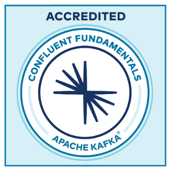 ACCREDITED
CONFLUENT FUNDAMENTALS
APACHE KAFKA®